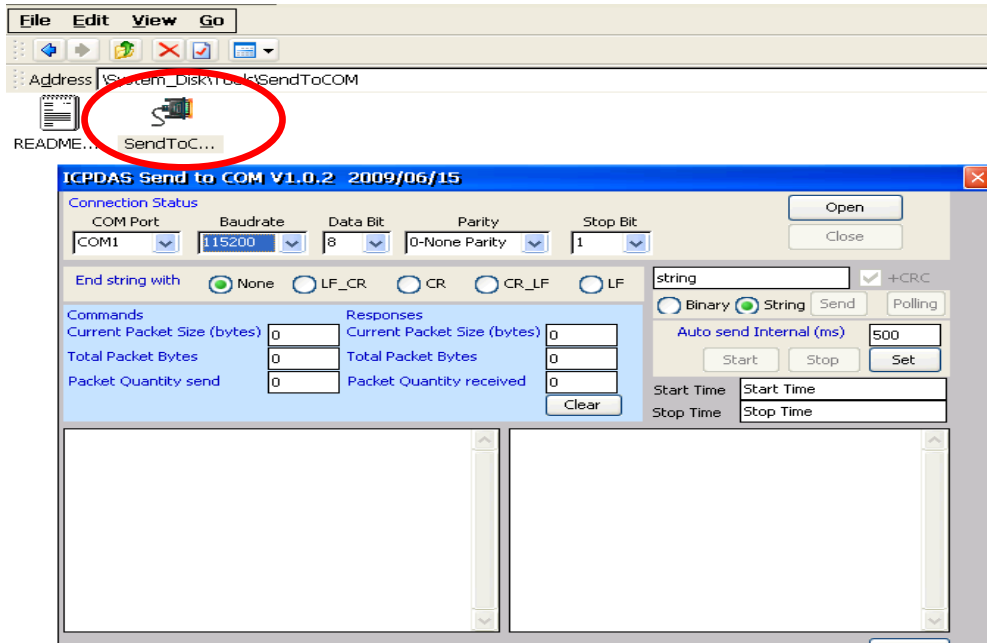 File Edit View Go
Address \System_Disk\Tools\SendToCOM
README... SendToC...
ICPDAS Send to COM V1.0.2 2009/06/15
Connection Status
COM Port Baudrate Data Bit Parity Stop Bit
COM1 115200 8 0-None Parity 1
Open
Close
End string with None LF_CR CR CR_LF LF
string +CRC
Binary String Send Polling
Commands
Current Packet Size (bytes) 0
Total Packet Bytes 0
Packet Quantity send 0
Responses
Current Packet Size (bytes) 0
Total Packet Bytes 0
Packet Quantity received 0
Clear
Auto send Internal (ms) 500
Start Stop Set
Start Time Start Time
Stop Time Stop Time